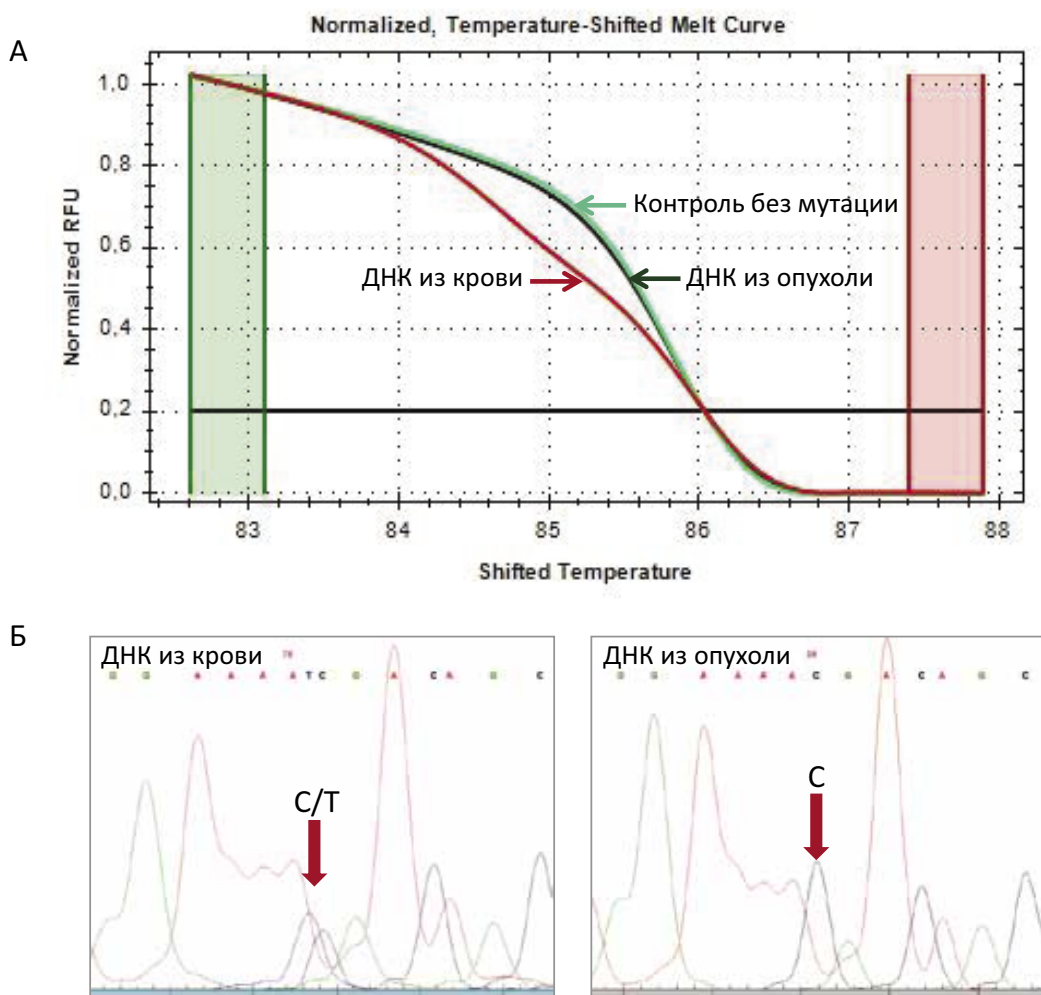 А
Normalized, Temperature-Shifted Melt Curve
Normalized RFU
1,0
0,8
0,6
0,4
0,2
0,0
Контроль без мутации
ДНК из крови
ДНК из опухоли
83 84 85 86 87 88
Shifted Temperature
Б
ДНК из крови
G G A A A A T C G A C A G C
C/T
ДНК из опухоли
G G A A A A C G A C A G C
C